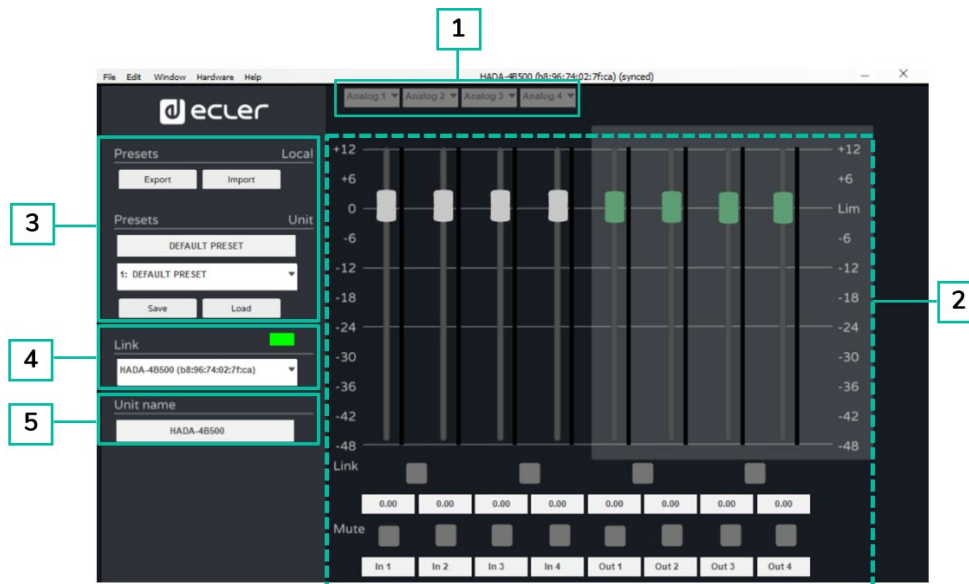 1
File Edit Window Hardware Help
HADA-4B500 (b8:96:74:02:7f:ca) (synced)
ecler
Analog 1 Analog 2 Analog 3 Analog 4
3
Presets Local
Export Import
Presets Unit
DEFAULT PRESET
1: DEFAULT PRESET
Save Load
4
Link
HADA-4B500 (b8:96:74:02:7f:ca)
5
Unit name
HADA-4B500
+12 +12
+6 +6
0 Lim
-6 -6
-12 -12
-18 -18
-24 -24
-30 -30
-36 -36
-42 -42
-48 -48
2
Link
0.00 0.00 0.00 0.00 0.00 0.00 0.00 0.00
Mute
In 1 In 2 In 3 In 4 Out 1 Out 2 Out 3 Out 4